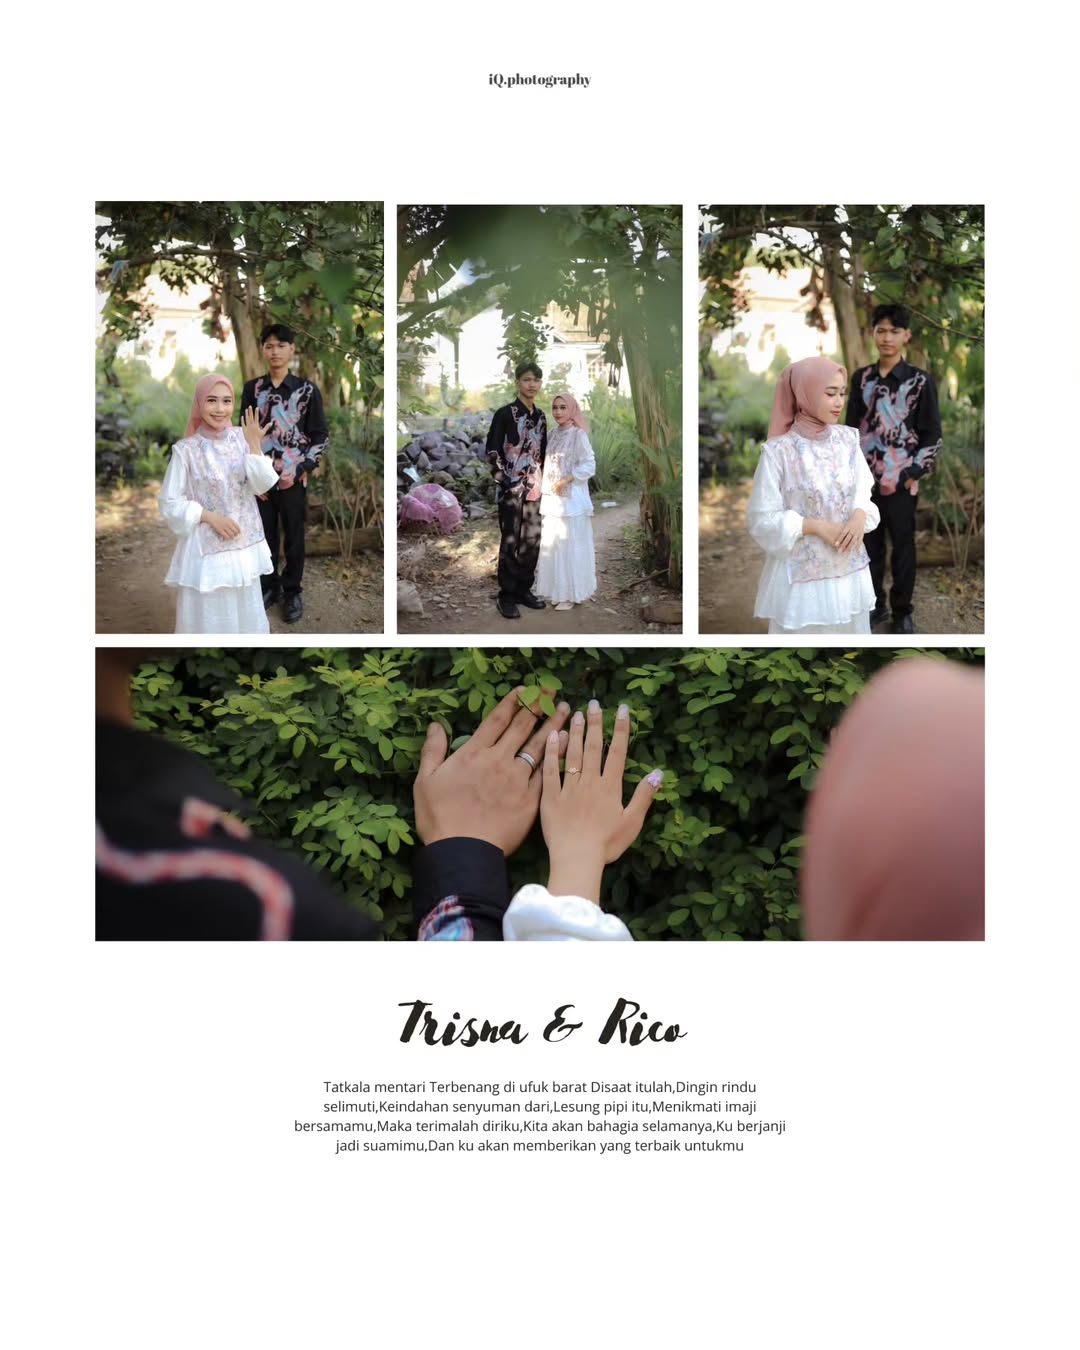 iQ.photography
Trisna & Rico
Tatkala mentari Terbenang di ufuk barat Disaat itulah,Dingin rindu
selimuti,Keindahan senyuman dari,Lesung pipi itu,Menikmati imaji
bersamamu,Maka terimalah diriku,Kita akan bahagia selamanya,Ku berjanji
jadi suamimu,Dan ku akan memberikan yang terbaik untukmu